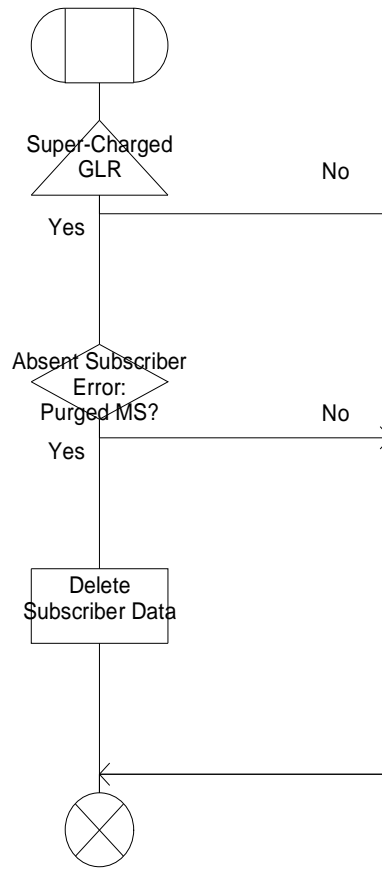 Super-Charged
GLR
No
Yes
Absent Subscriber
Error:
Purged MS?
No
Yes
Delete
Subscriber Data